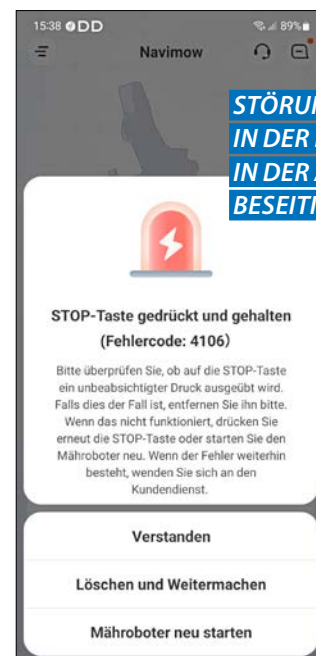 15:38 DD 89%
Navimow
STÖRU
IN DER
IN DER
BESEITI
STOP-Taste gedrückt und gehalten
(Fehlercode: 4106)
Bitte überprüfen Sie, ob auf die STOP-Taste
ein unbeabsichtigter Druck ausgeübt wird.
Falls dies der Fall ist, entfernen Sie ihn bitte.
Wenn das nicht funktioniert, drücken Sie
erneut die STOP-Taste oder starten Sie den
Mähroboter neu. Wenn der Fehler weiterhin
besteht, wenden Sie sich an den
Kundendienst.
Verstanden
Löschen und Weitermachen
Mähroboter neu starten